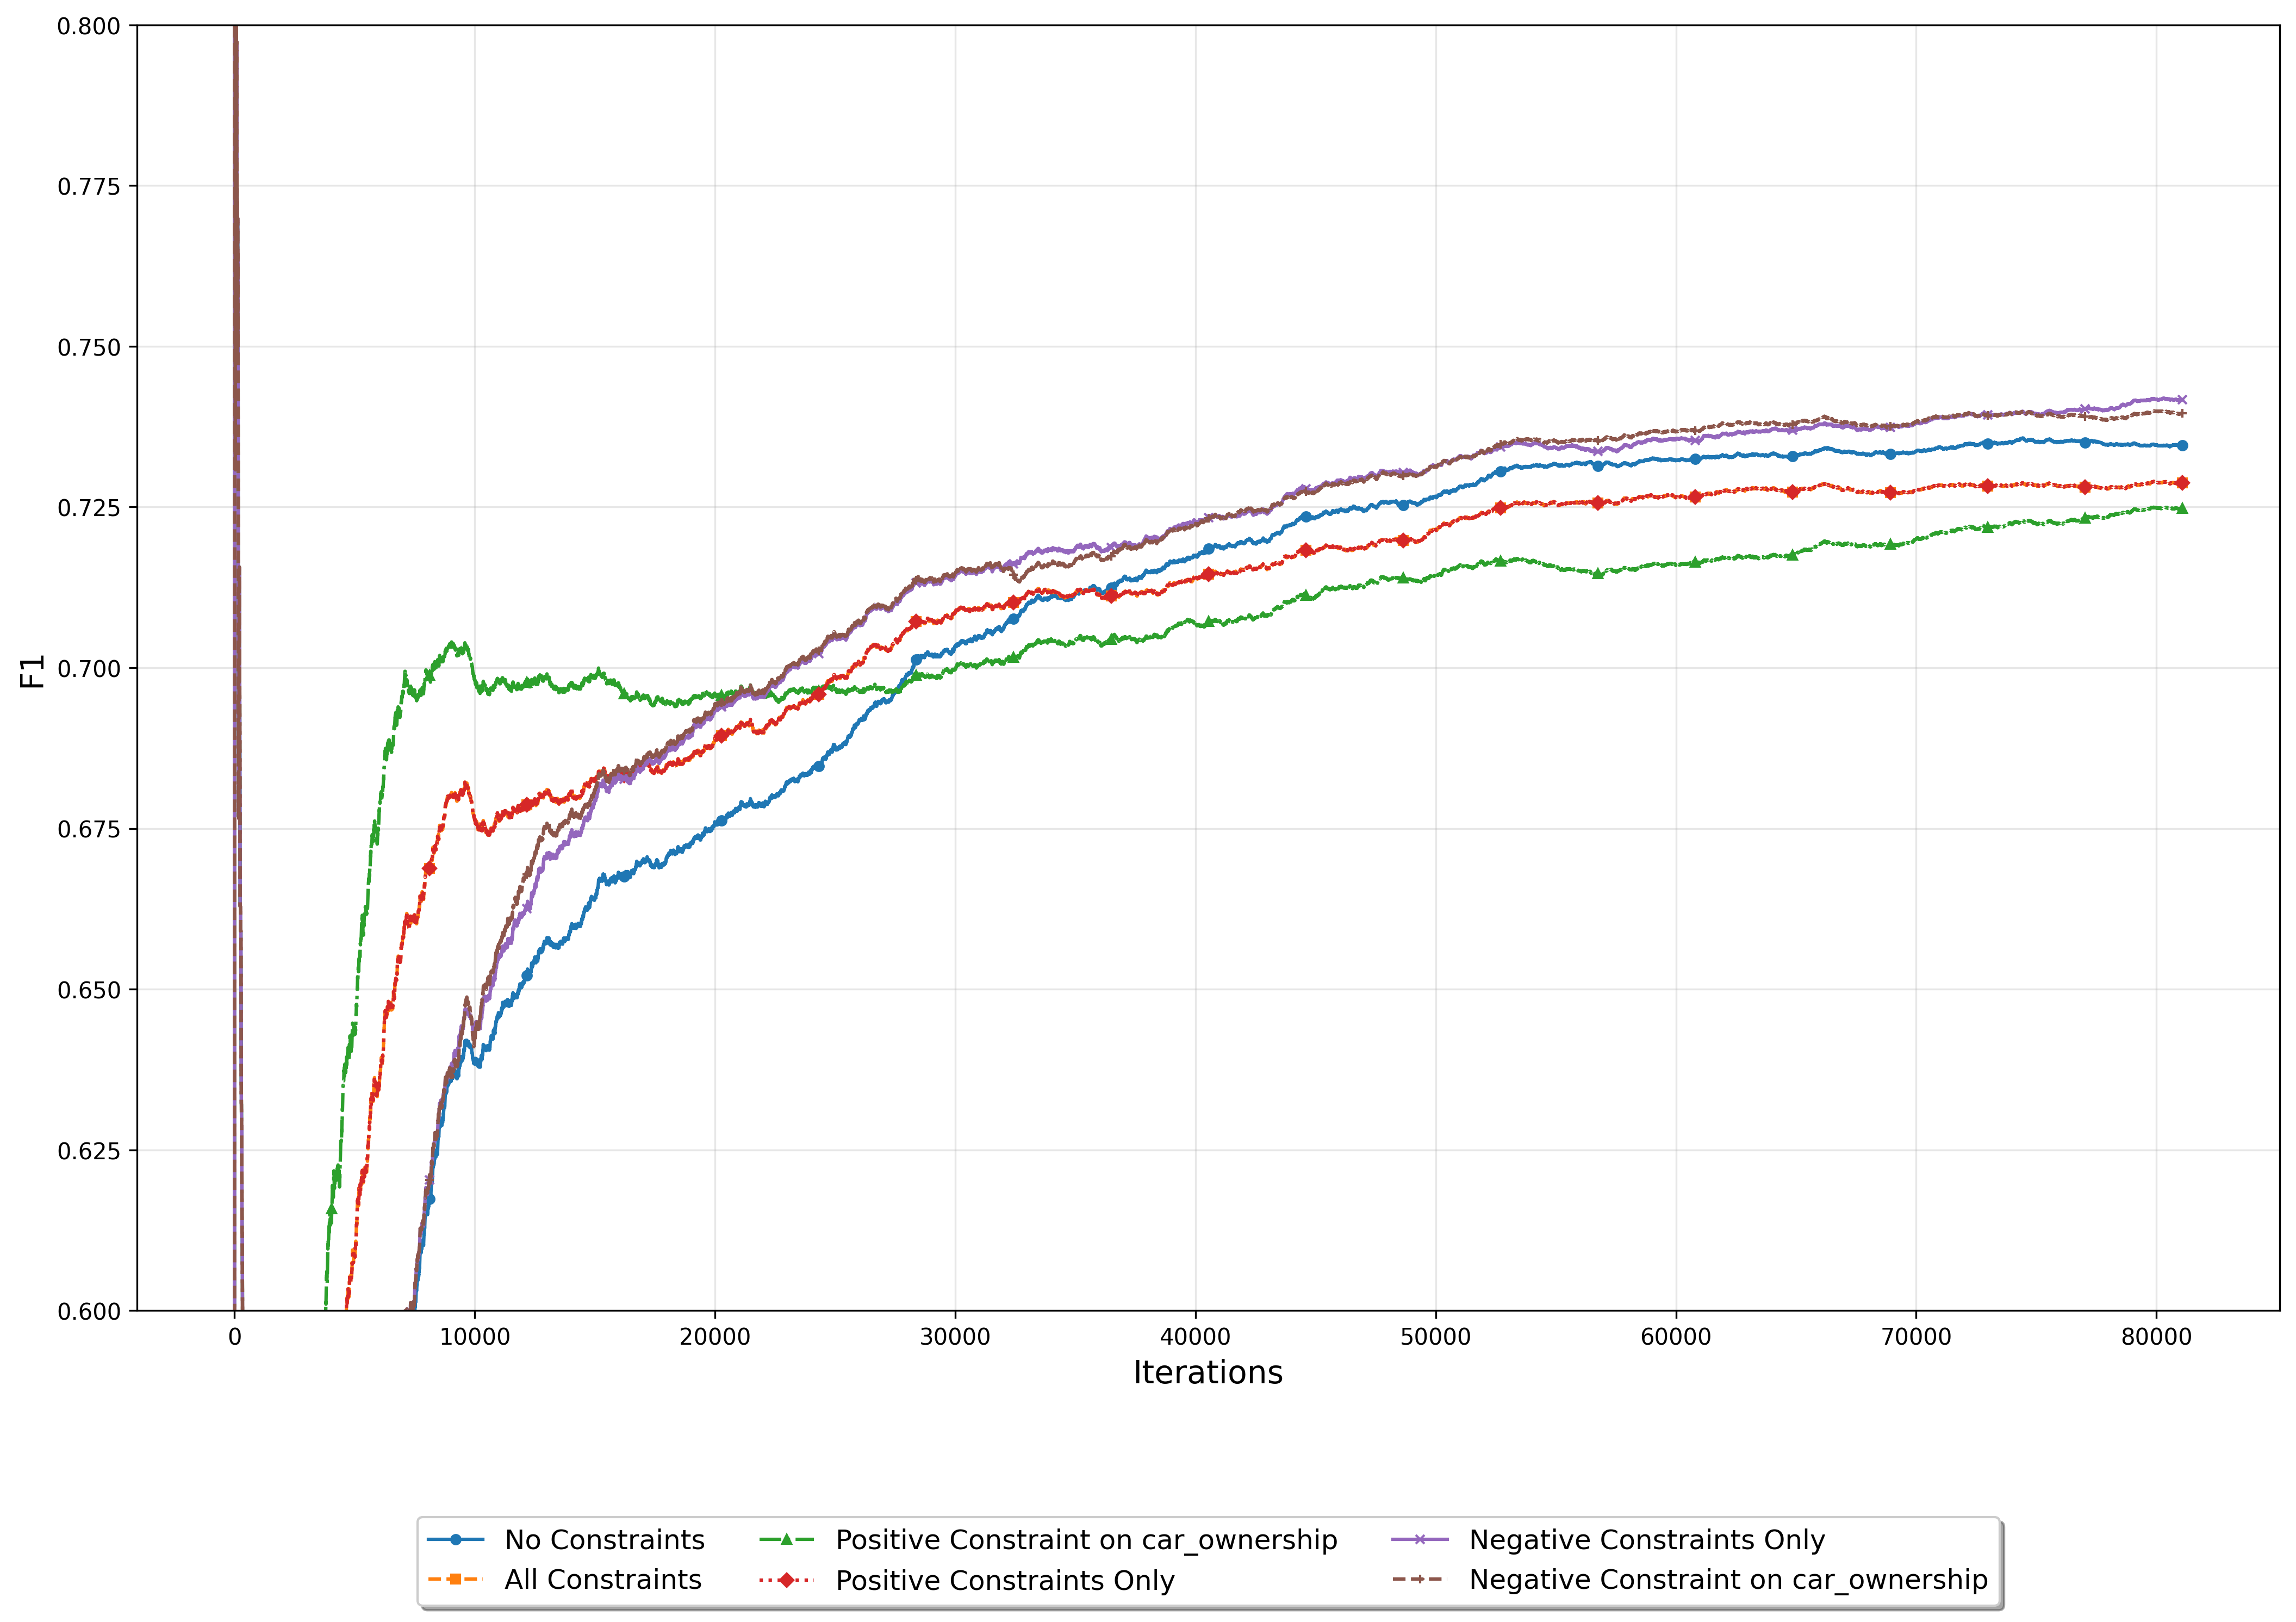 0.800
0.775
0.750
0.725
0.700
0.675
0.650
0.625
0.600
F1
0 10000 20000 30000 40000 50000 60000 70000 80000
Iterations
No Constraints
All Constraints
Positive Constraint on car_ownership
Positive Constraints Only
Negative Constraints Only
Negative Constraint on car_ownership